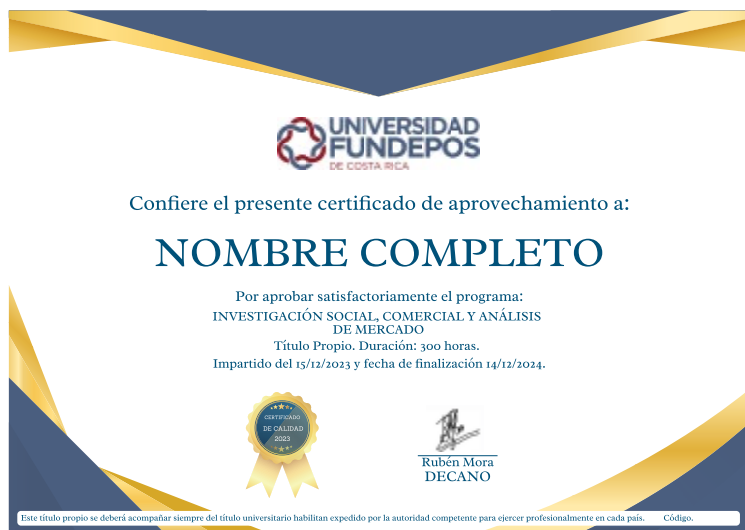 UNIVERSIDAD
FUNDEPOS
DE COSTA RICA
Confiere el presente certificado de aprovechamiento a:
NOMBRE COMPLETO
Por aprobar satisfactoriamente el programa:
INVESTIGACIÓN SOCIAL, COMERCIAL Y ANÁLISIS
DE MERCADO
Título Propio. Duración: 300 horas.
Impartido del 15/12/2023 y fecha de finalización 14/12/2024.
CERTIFICADO
DE CALIDAD
2023
Rubén Mora
DECANO
Este título propio se deberá acompañar siempre del título universitario habilitan expedido por la autoridad competente para ejercer profesionalmente en cada país. Código.